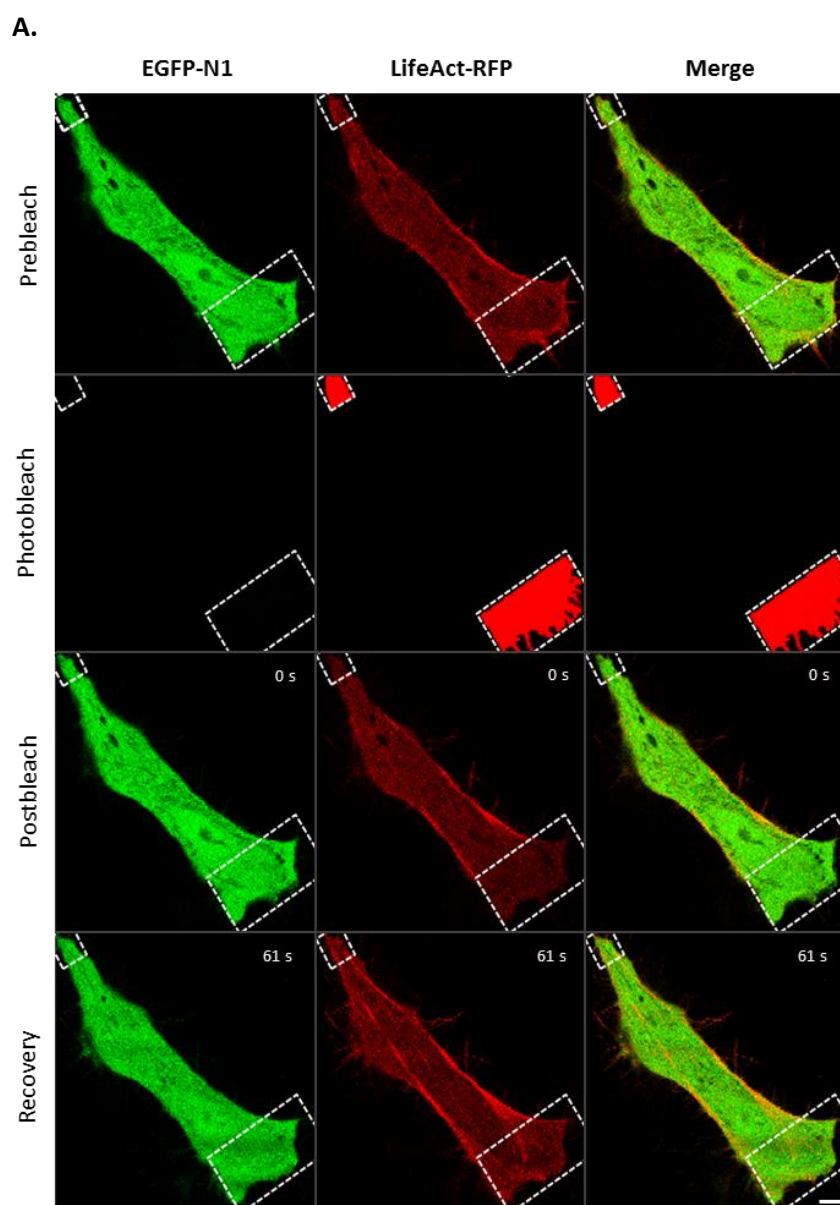 A.
EGFP-N1 LifeAct-RFP Merge
Prebleach
Photobleach
Postbleach
0 s 0 s 0 s
Recovery
61 s 61 s 61 s